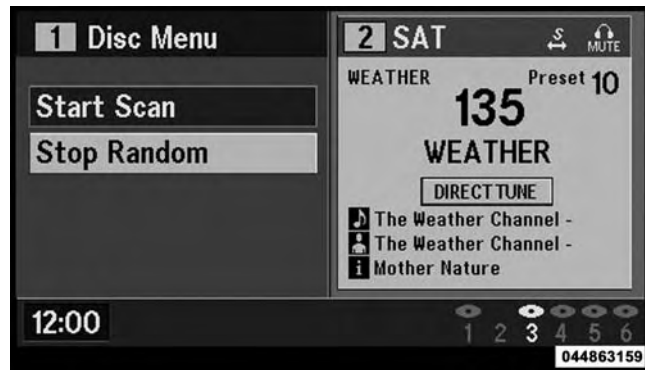 1 Disc Menu
Start Scan
Stop Random
2 SAT
S
MUTE
WEATHER
Preset 10
135
WEATHER
DIRECT TUNE
The Weather Channel -
The Weather Channel -
i Mother Nature
12:00
1 2 3 4 5 6
044863159